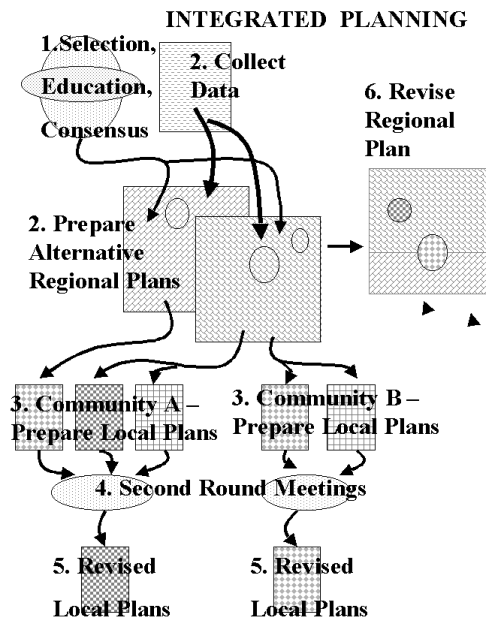 INTEGRATED PLANNING
1.Selection,
Education,
Consensus
2. Collect
Data
6. Revise
Regional
Plan
2. Prepare
Alternative
Regional Plans
3. Community A –
Prepare Local Plans
3. Community B –
Prepare Local Plans
4. Second Round Meetings
5. Revised
Local Plans
5. Revised
Local Plans